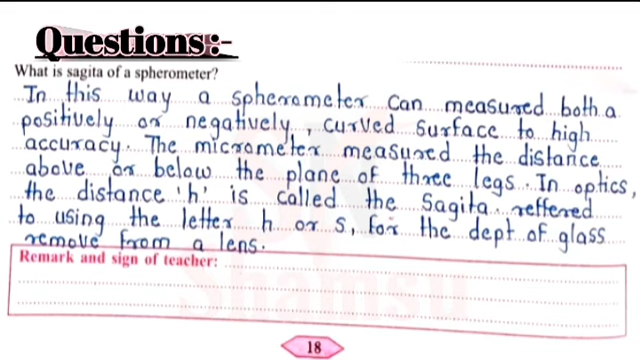 Questions:-
What is sagita of a spherometer?
In this way a spherometer can measured both a
positively or negatively, curved surface to high
accuracy. The micrometer measured the distance
above or below the plane of three legs. In optics,
the distance 'h' is called the Sagita. reffered
to using the letter h or s, for the dept of glass
remove from a lens.
Remark and sign of teacher:
Shamsu
18